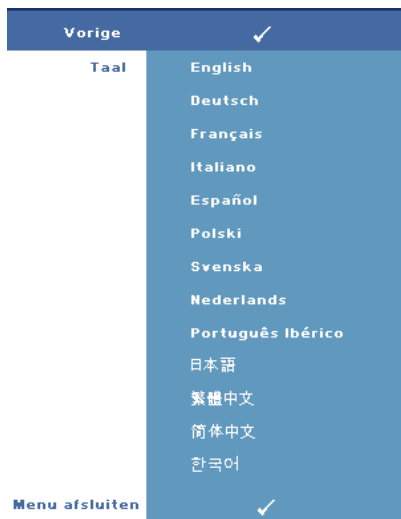 Vorige ✓
Taal English
Deutsch
Français
Italiano
Español
Polski
Svenska
Nederlands
Português Ibérico
日本語
繁體中文
简体中文
한국어
Menu afsluiten ✓